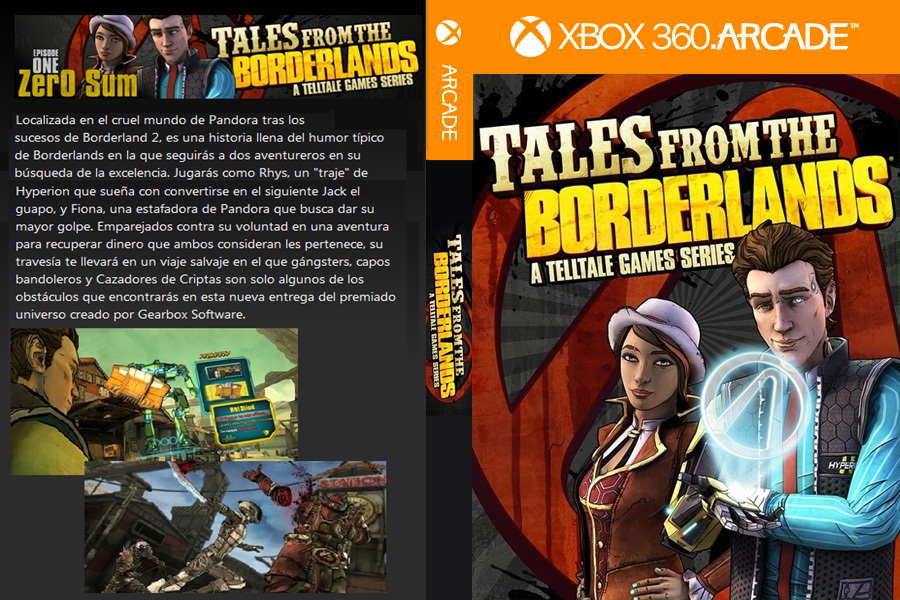 EPISODE
ONE
Zer0 Sum
TALES FROM THE
BORDERLANDS
A TELLTALE GAMES SERIES
Localizada en el cruel mundo de Pandora tras los
sucesos de Borderland 2, es una historia llena del humor típico
de Borderlands en la que seguirás a dos aventureros en su
búsqueda de la excelencia. Jugarás como Rhys, un "traje" de
Hyperion que sueña con convertirse en el siguiente Jack el
guapo, y Fiona, una estafadora de Pandora que busca dar su
mayor golpe. Emparejados contra su voluntad en una aventura
para recuperar dinero que ambos consideran les pertenece, su
travesía te llevará en un viaje salvaje en el que gángsters, capos
bandoleros y Cazadores de Criptas son solo algunos de los
obstáculos que encontrarás en esta nueva entrega del premiado
universo creado por Gearbox Software.
STATION
ARCADE
TALES FROM THE
BORDERLANDS
A TELLTALE GAMES SERIES
XBOX 360.ARCADE™
TALES FROM THE
BORDERLANDS
A TELLTALE GAMES SERIES
HYPER